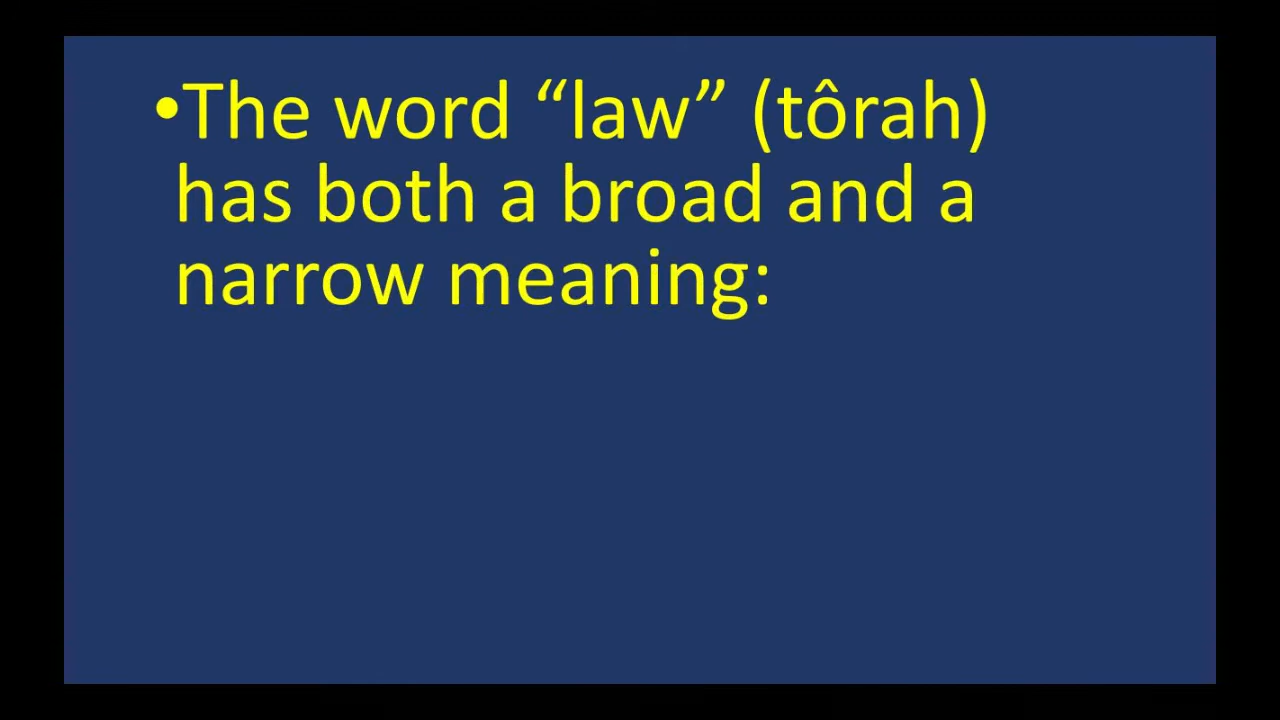 •The word “law” (tôrah)
has both a broad and a
narrow meaning: